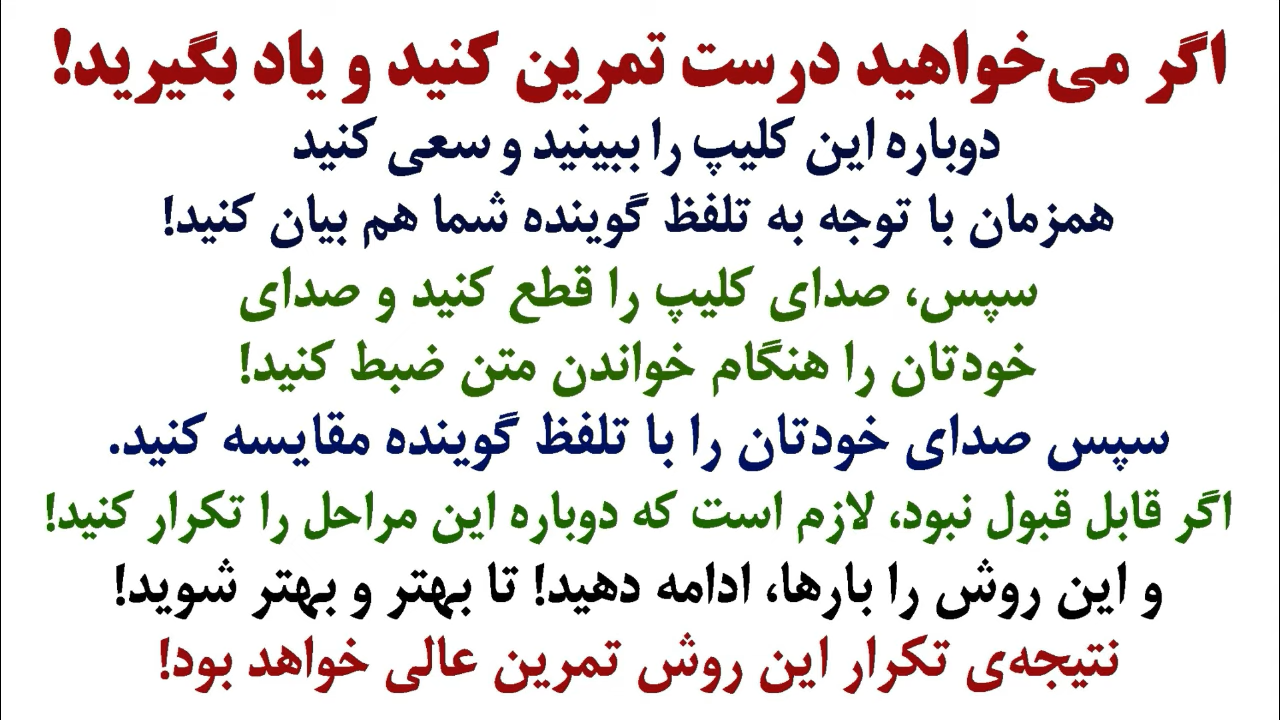 اگر می‌خواهید درست تمرین کنید و یاد بگیرید!
دوباره این کلیپ را ببینید و سعی کنید
همزمان با توجه به تلفظ گوینده شما هم بیان کنید!
سپس، صدای کلیپ را قطع کنید و صدای
خودتان را هنگام خواندن متن ضبط کنید!
سپس صدای خودتان را با تلفظ گوینده مقایسه کنید.
اگر قابل قبول نبود، لازم است که دوباره این مراحل را تکرار کنید!
و این روش را بارها، ادامه دهید! تا بهتر و بهتر شوید!
نتیجه‌ی تکرار این روش تمرین عالی خواهد بود!